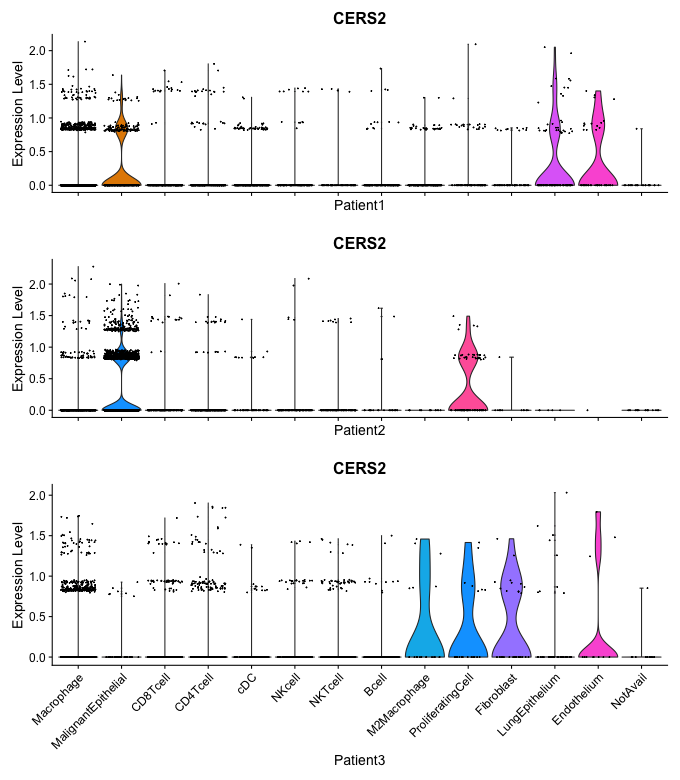 CERS2
Expression Level
2.0
1.5
1.0
0.5
0.0
Patient1
CERS2
Expression Level
2.0
1.5
1.0
0.5
0.0
Patient2
CERS2
Expression Level
2.0
1.5
1.0
0.5
0.0
Macrophage
MalignantEpithelial
CD8Tcell
CD4Tcell
cDC
NKcell
NKTcell
Bcell
M2Macrophage
ProliferatingCell
Fibroblast
LungEpithelium
Endothelium
NotAvail
Patient3